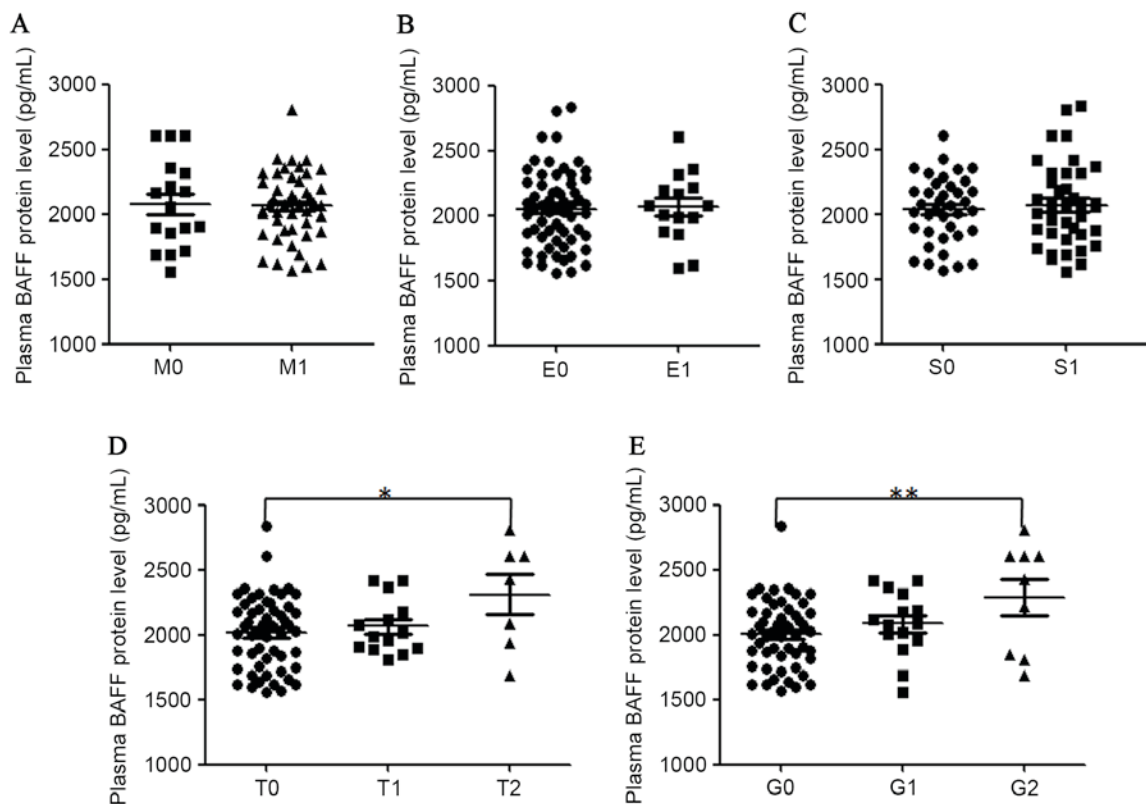 A
Plasma BAFF protein level (pg/mL)
3000
2500
2000
1500
1000
M0 M1
B
Plasma BAFF protein level (pg/mL)
3000
2500
2000
1500
1000
E0 E1
C
Plasma BAFF protein level (pg/mL)
3000
2500
2000
1500
1000
S0 S1
D
Plasma BAFF protein level (pg/mL)
3000
2500
2000
1500
1000
*
T0 T1 T2
E
Plasma BAFF protein level (pg/mL)
3000
2500
2000
1500
1000
**
G0 G1 G2